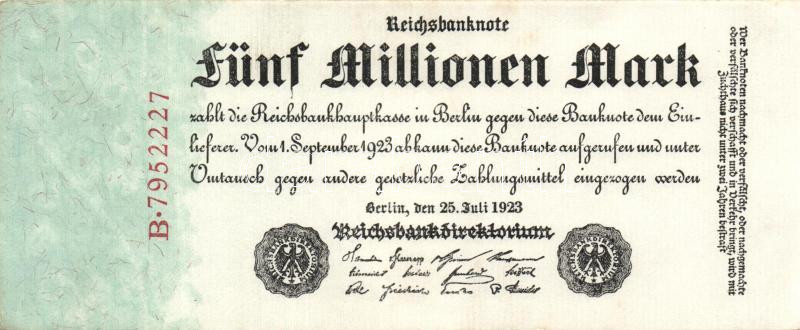 Reichsbanknote
Fünf Millionen Mark
zahlt die Reichsbankhauptkasse in Berlin gegen diese Banknote dem Ein-
lieferer. Vom 1. September 1923 ab kann diese Banknote aufgerufen und unter
Umtausch gegen andere gesetzliche Zahlungsmittel eingezogen werden
Berlin, den 25. Juli 1923
Reichsbankdirektorium
B·7952227
Wer Banknoten nachmacht oder verfälscht, oder nachgemachte
oder verfälschte sich verschafft und in Verkehr bringt, wird mit
Zuchthaus nicht unter zwei Jahren bestraft
REICHSBANKDIREKTORIUM
REICHSBANKDIREKTORIUM